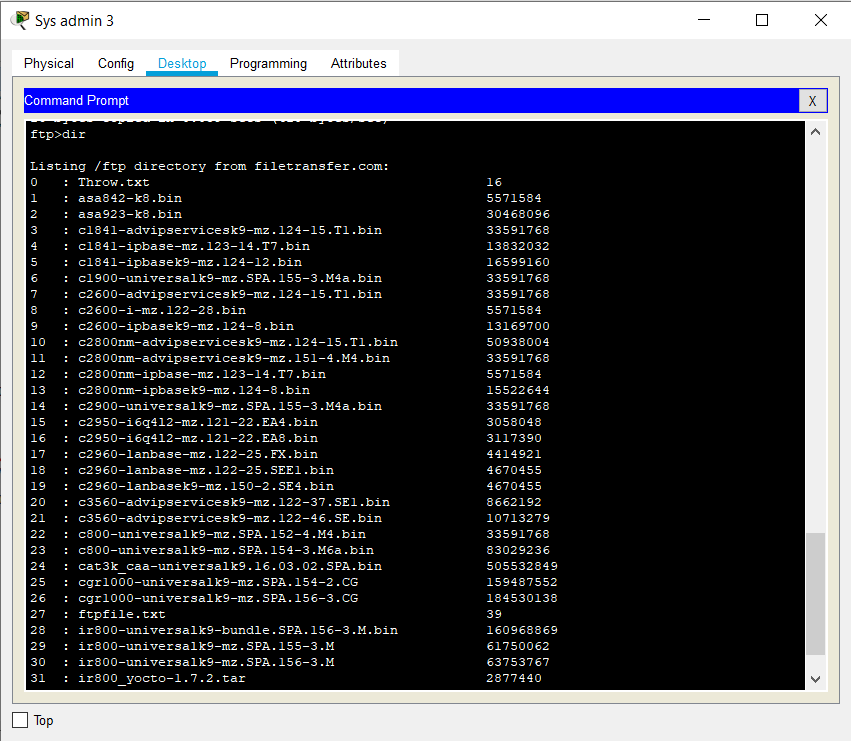 Sys admin 3
Physical Config Desktop Programming Attributes
Command Prompt X
ftp>dir
Listing /ftp directory from filetransfer.com:
0 : Throw.txt 16
1 : asa842-k8.bin 5571584
2 : asa923-k8.bin 30468096
3 : c1841-advipservicesk9-mz.124-15.T1.bin 33591768
4 : c1841-ipbase-mz.123-14.T7.bin 13832032
5 : c1841-ipbasek9-mz.124-12.bin 16599160
6 : c1900-universalk9-mz.SPA.155-3.M4a.bin 33591768
7 : c2600-advipservicesk9-mz.124-15.T1.bin 33591768
8 : c2600-i-mz.122-28.bin 5571584
9 : c2600-ipbasek9-mz.124-8.bin 13169700
10 : c2800nm-advipservicesk9-mz.124-15.T1.bin 50938004
11 : c2800nm-advipservicesk9-mz.151-4.M4.bin 33591768
12 : c2800nm-ipbase-mz.123-14.T7.bin 5571584
13 : c2800nm-ipbasek9-mz.124-8.bin 15522644
14 : c2900-universalk9-mz.SPA.155-3.M4a.bin 33591768
15 : c2950-i6q4l2-mz.121-22.EA4.bin 3058048
16 : c2950-i6q4l2-mz.121-22.EA8.bin 3117390
17 : c2960-lanbase-mz.122-25.FX.bin 4414921
18 : c2960-lanbase-mz.122-25.SEE1.bin 4670455
19 : c2960-lanbasek9-mz.150-2.SE4.bin 4670455
20 : c3560-advipservicesk9-mz.122-37.SE1.bin 8662192
21 : c3560-advipservicesk9-mz.122-46.SE.bin 10713279
22 : c800-universalk9-mz.SPA.152-4.M4.bin 33591768
23 : c800-universalk9-mz.SPA.154-3.M6a.bin 83029236
24 : cat3k_caa-universalk9.16.03.02.SPA.bin 505532849
25 : cgr1000-universalk9-mz.SPA.154-2.CG 159487552
26 : cgr1000-universalk9-mz.SPA.156-3.CG 184530138
27 : ftpfile.txt 39
28 : ir800-universalk9-bundle.SPA.156-3.M.bin 160968869
29 : ir800-universalk9-mz.SPA.155-3.M 61750062
30 : ir800-universalk9-mz.SPA.156-3.M 63753767
31 : ir800_yocto-1.7.2.tar 2877440
Top